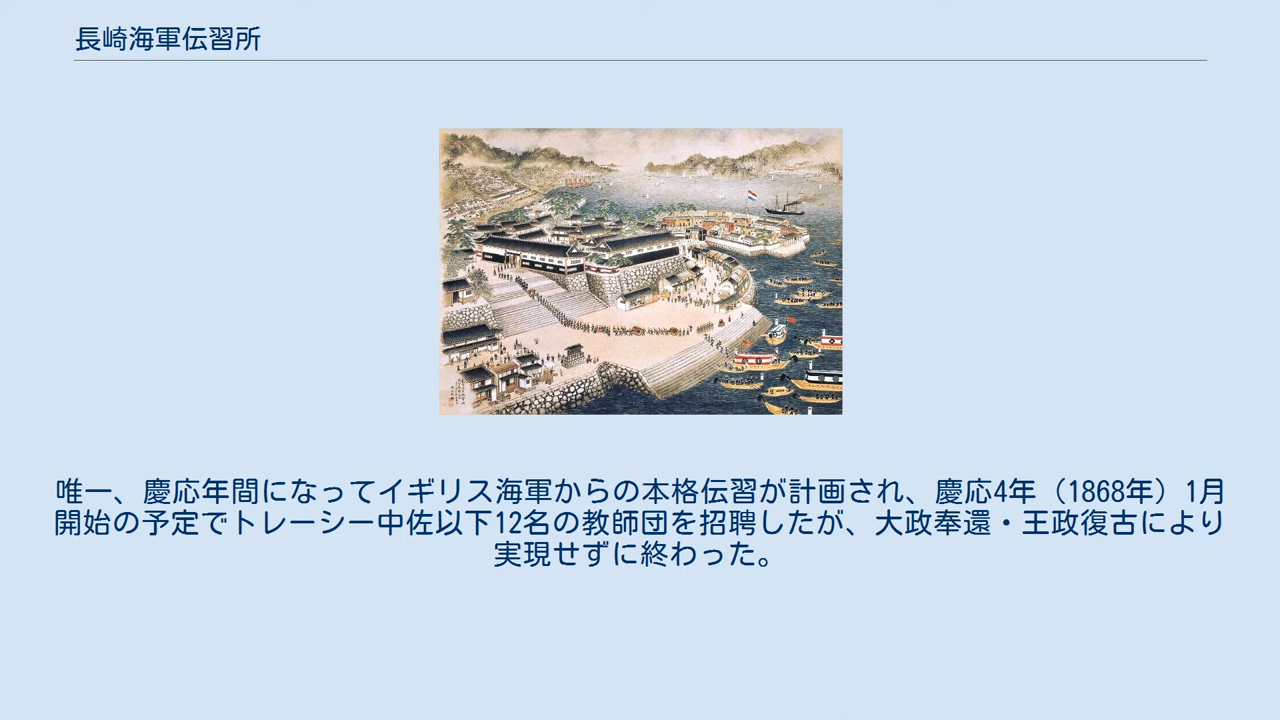 長崎海軍伝習所
唯一、慶応年間になってイギリス海軍からの本格伝習が計画され、慶応4年（1868年）1月
開始の予定でトレーシー中佐以下12名の教師団を招聘したが、大政奉還・王政復古により
実現せずに終わった。